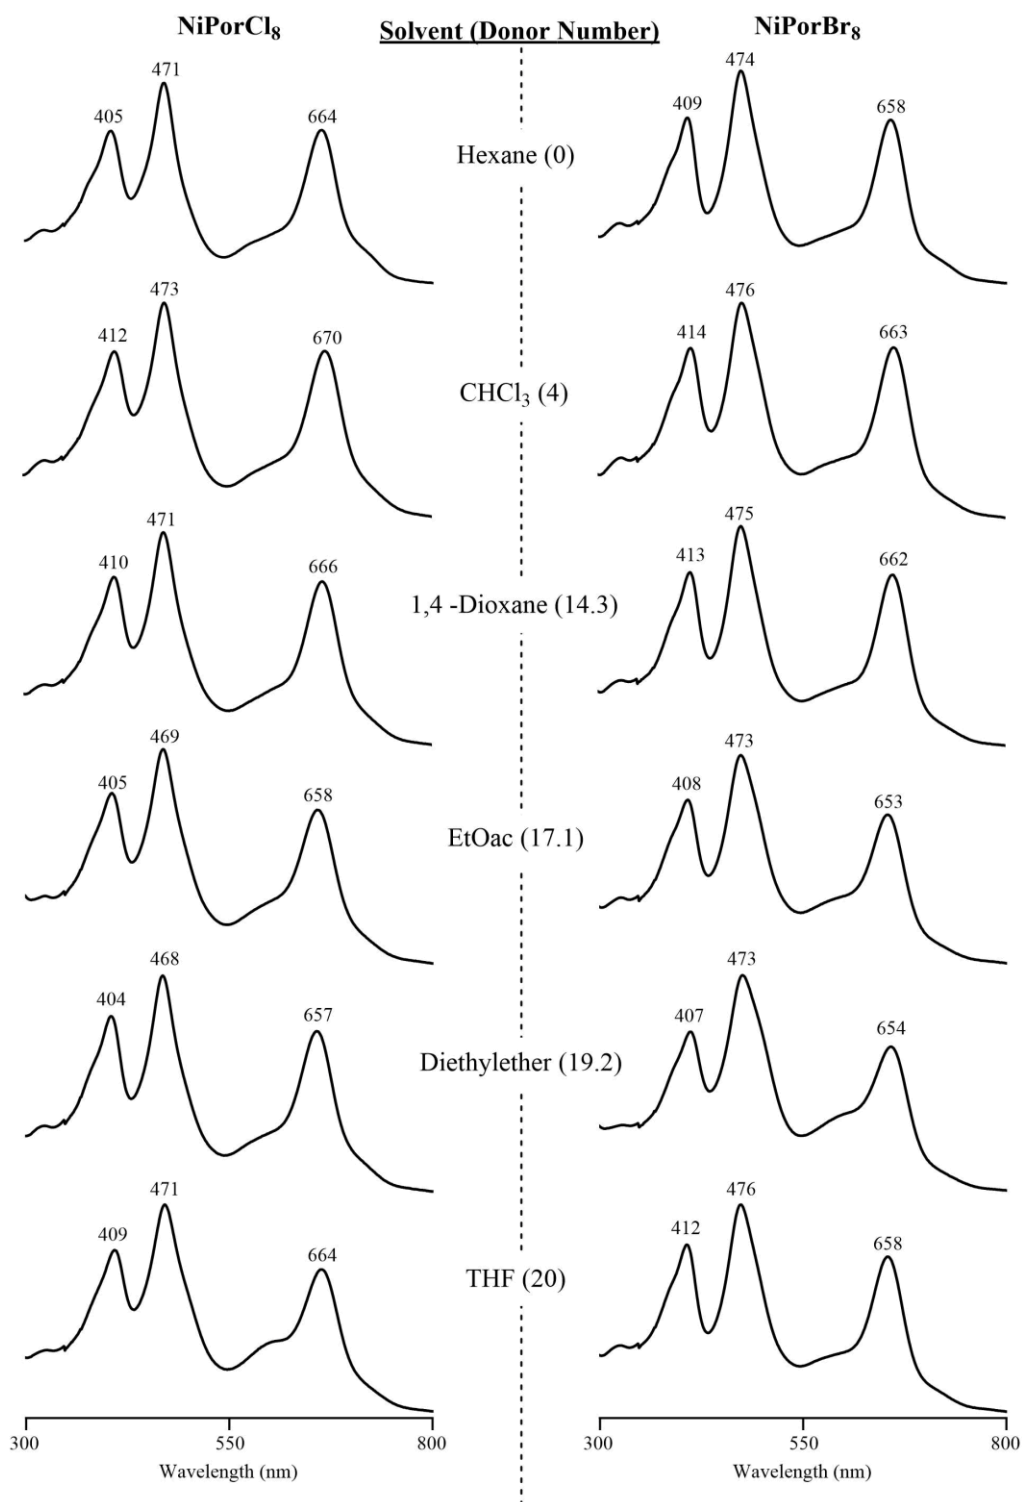 NiPorCl8 Solvent (Donor Number) NiPorBr8
471 474
405 664 409 658
Hexane (0)
473 476
412 670 414 663
CHCl3 (4)
471 475
410 666 413 662
1,4 -Dioxane (14.3)
469 473
405 658 408 653
EtOac (17.1)
468 473
404 657 407 654
Diethylether (19.2)
471 476
409 664 412 658
THF (20)
300 550 800 300 550 800
Wavelength (nm) Wavelength (nm)